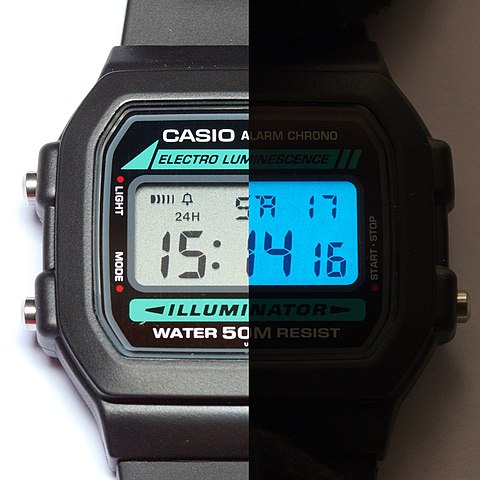 CASIO ALARM CHRONO
ELECTRO LUMINESCENCE
LIGHT
24H
SA 17
15:14 16
MODE
START·STOP
ILLUMINATOR
WATER 50M RESIST